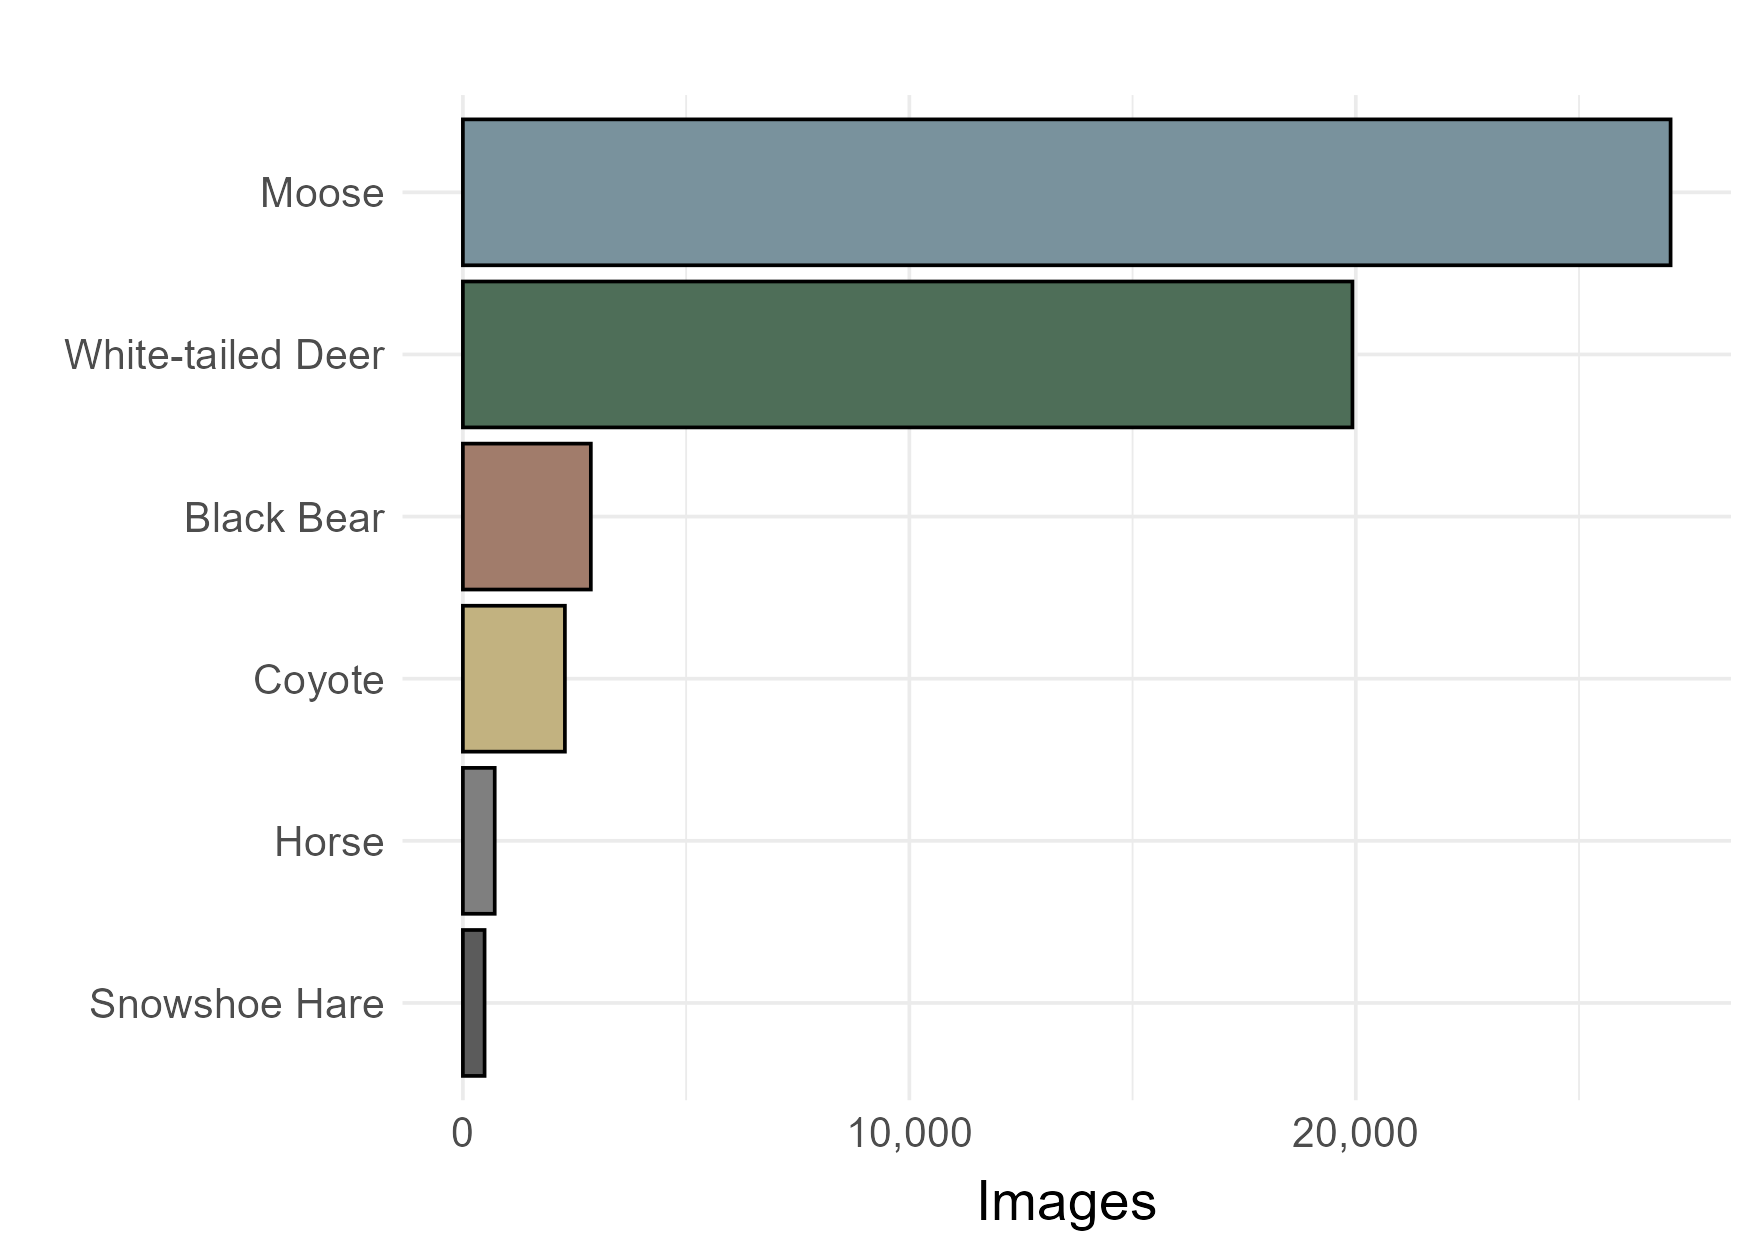 Moose
White-tailed Deer
Black Bear
Coyote
Horse
Snowshoe Hare
0 10,000 20,000
Images